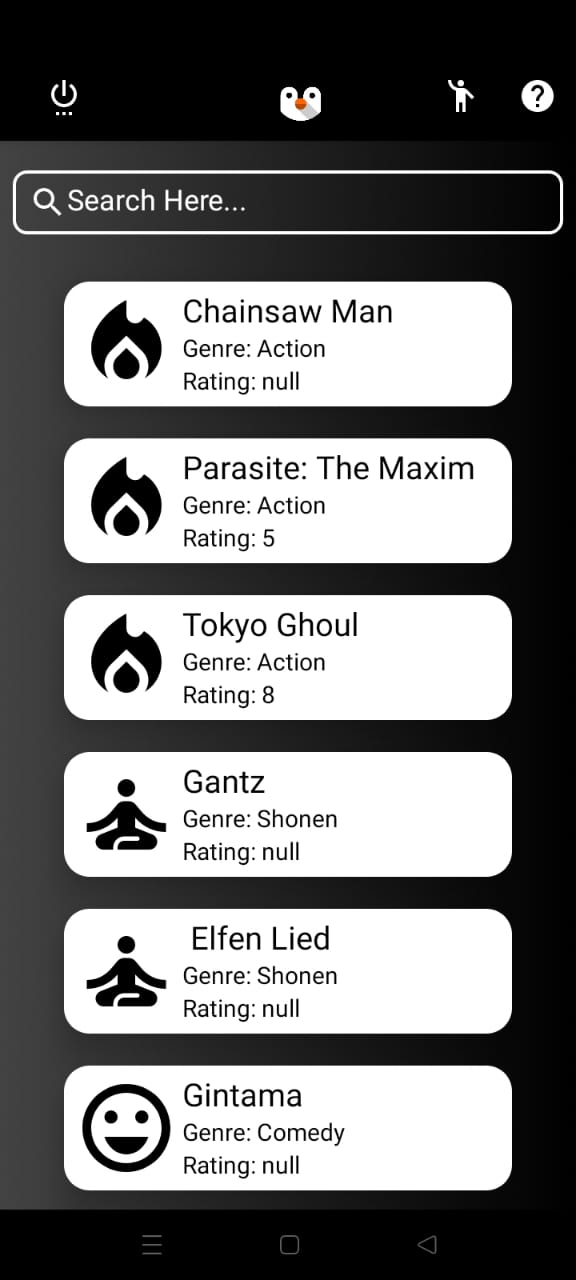 Search Here...
Chainsaw Man
Genre: Action
Rating: null
Parasite: The Maxim
Genre: Action
Rating: 5
Tokyo Ghoul
Genre: Action
Rating: 8
Gantz
Genre: Shonen
Rating: null
Elfen Lied
Genre: Shonen
Rating: null
Gintama
Genre: Comedy
Rating: null